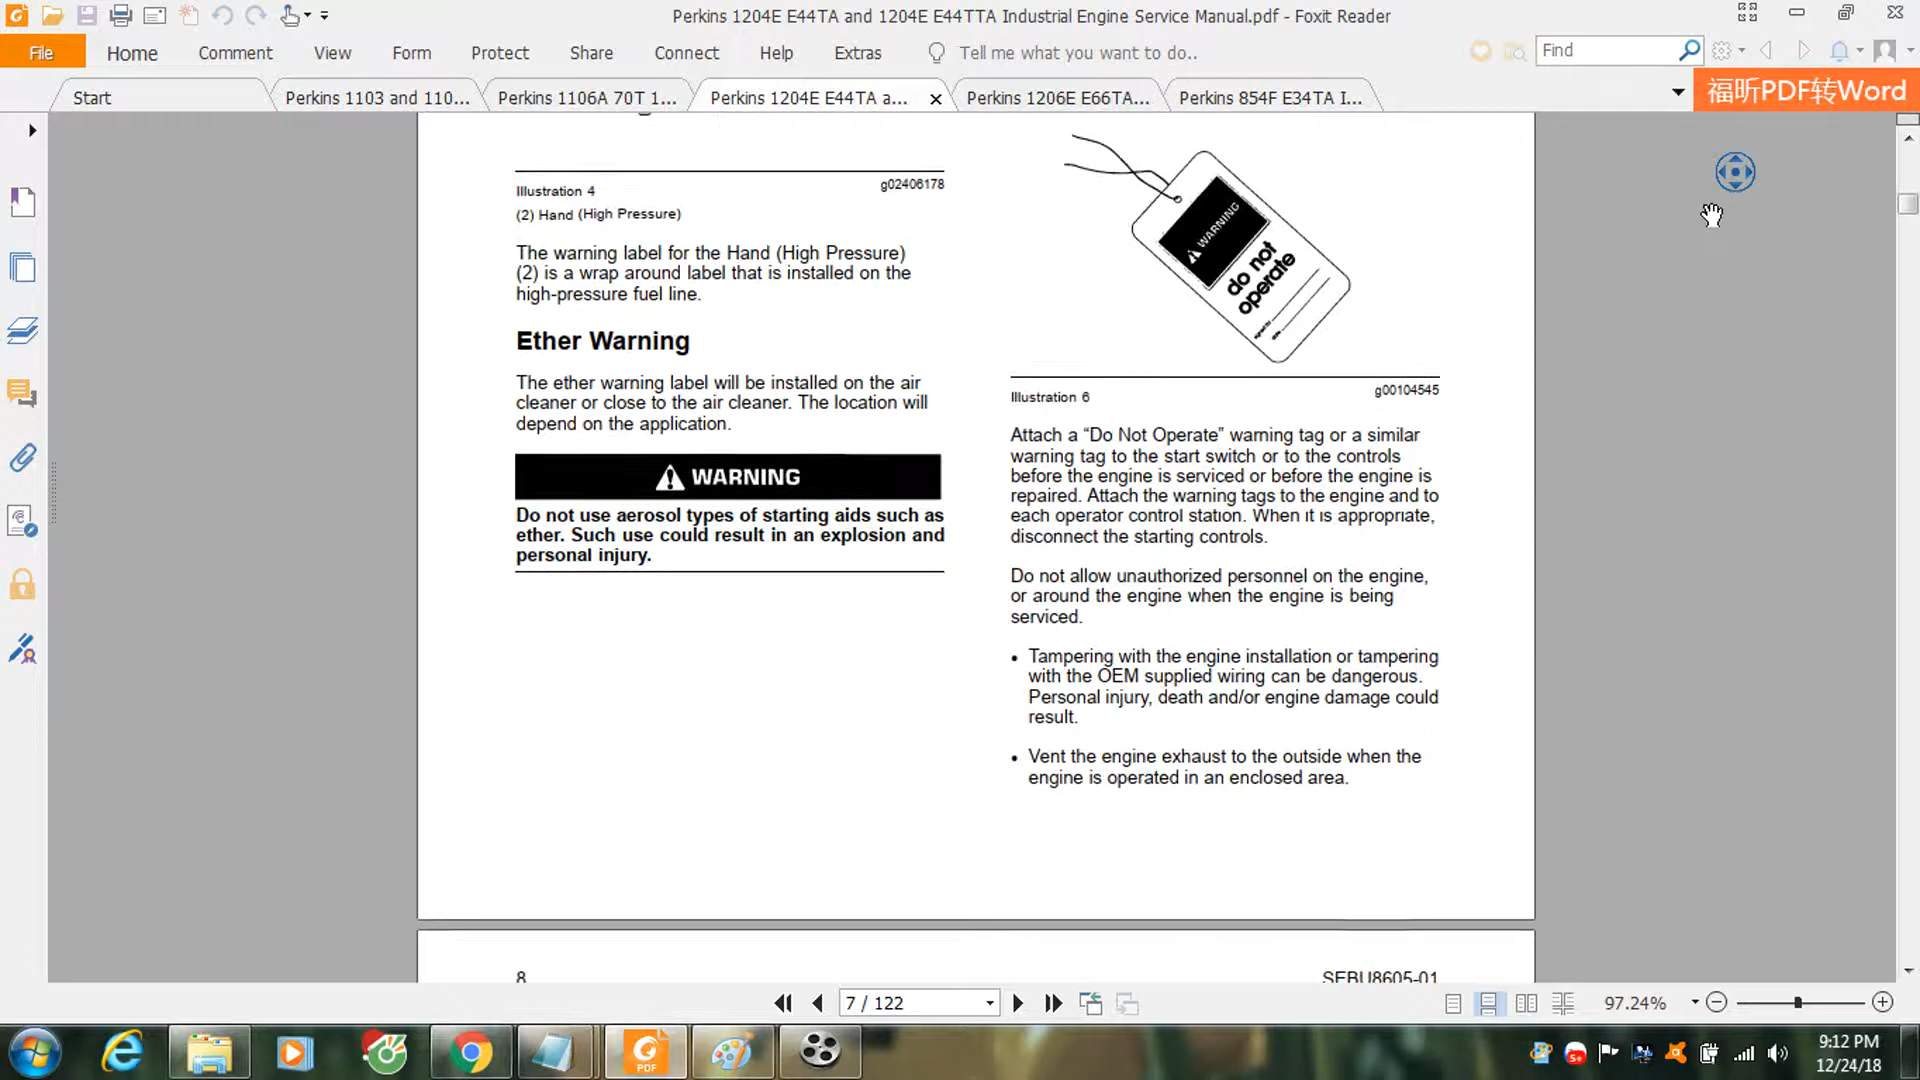 Perkins 1204E E44TA and 1204E E44TTA Industrial Engine Service Manual.pdf - Foxit Reader
File Home Comment View Form Protect Share Connect Help Extras Tell me what you want to do.. Find
Start Perkins 1103 and 110... Perkins 1106A 70T 1... Perkins 1204E E44TA a... Perkins 1206E E66TA... Perkins 854F E34TA I... 福昕PDF转Word
Illustration 4 g02406178
(2) Hand (High Pressure)
The warning label for the Hand (High Pressure)
(2) is a wrap around label that is installed on the
high-pressure fuel line.
Ether Warning
The ether warning label will be installed on the air
cleaner or close to the air cleaner. The location will
depend on the application.
WARNING
Do not use aerosol types of starting aids such as
ether. Such use could result in an explosion and
personal injury.
WARNING
do not
operate
Illustration 6 g00104545
Attach a “Do Not Operate” warning tag or a similar
warning tag to the start switch or to the controls
before the engine is serviced or before the engine is
repaired. Attach the warning tags to the engine and to
each operator control station. When it is appropriate,
disconnect the starting controls.
Do not allow unauthorized personnel on the engine,
or around the engine when the engine is being
serviced.
• Tampering with the engine installation or tampering
with the OEM supplied wiring can be dangerous.
Personal injury, death and/or engine damage could
result.
• Vent the engine exhaust to the outside when the
engine is operated in an enclosed area.
8 SEBU8605-01
7 / 122 97.24%
PDF
9:12 PM
12/24/18